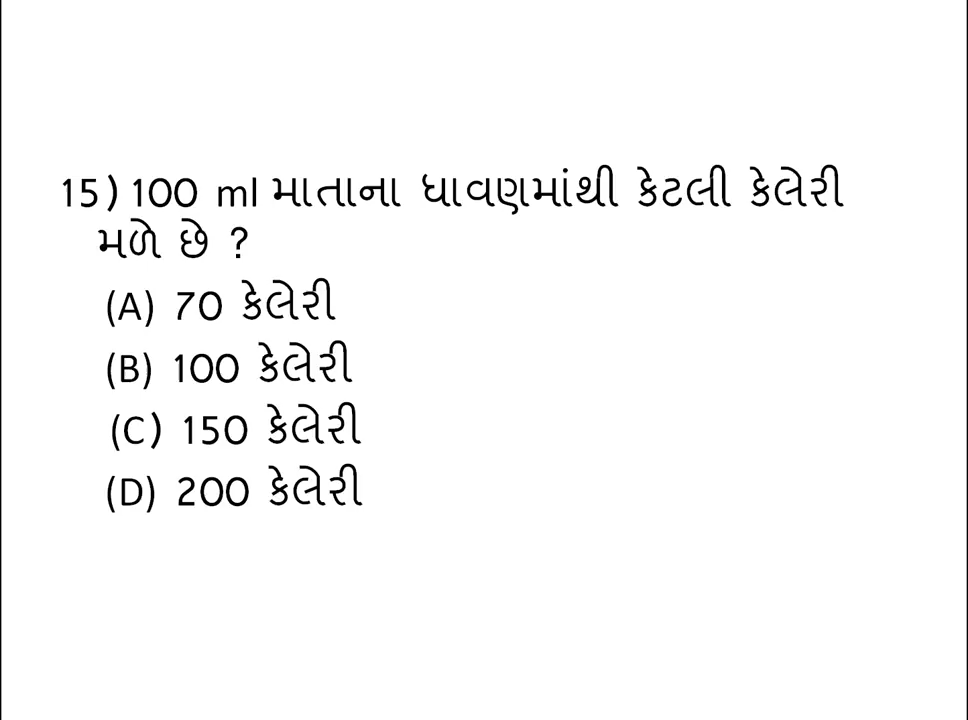 15) 100 ml માતાના ધાવણમાંથી કેટલી કેલેરી
મળે છે ?
(A) 70 કેલેરી
(B) 100 કેલેરી
(C) 150 કેલેરી
(D) 200 કેલેરી